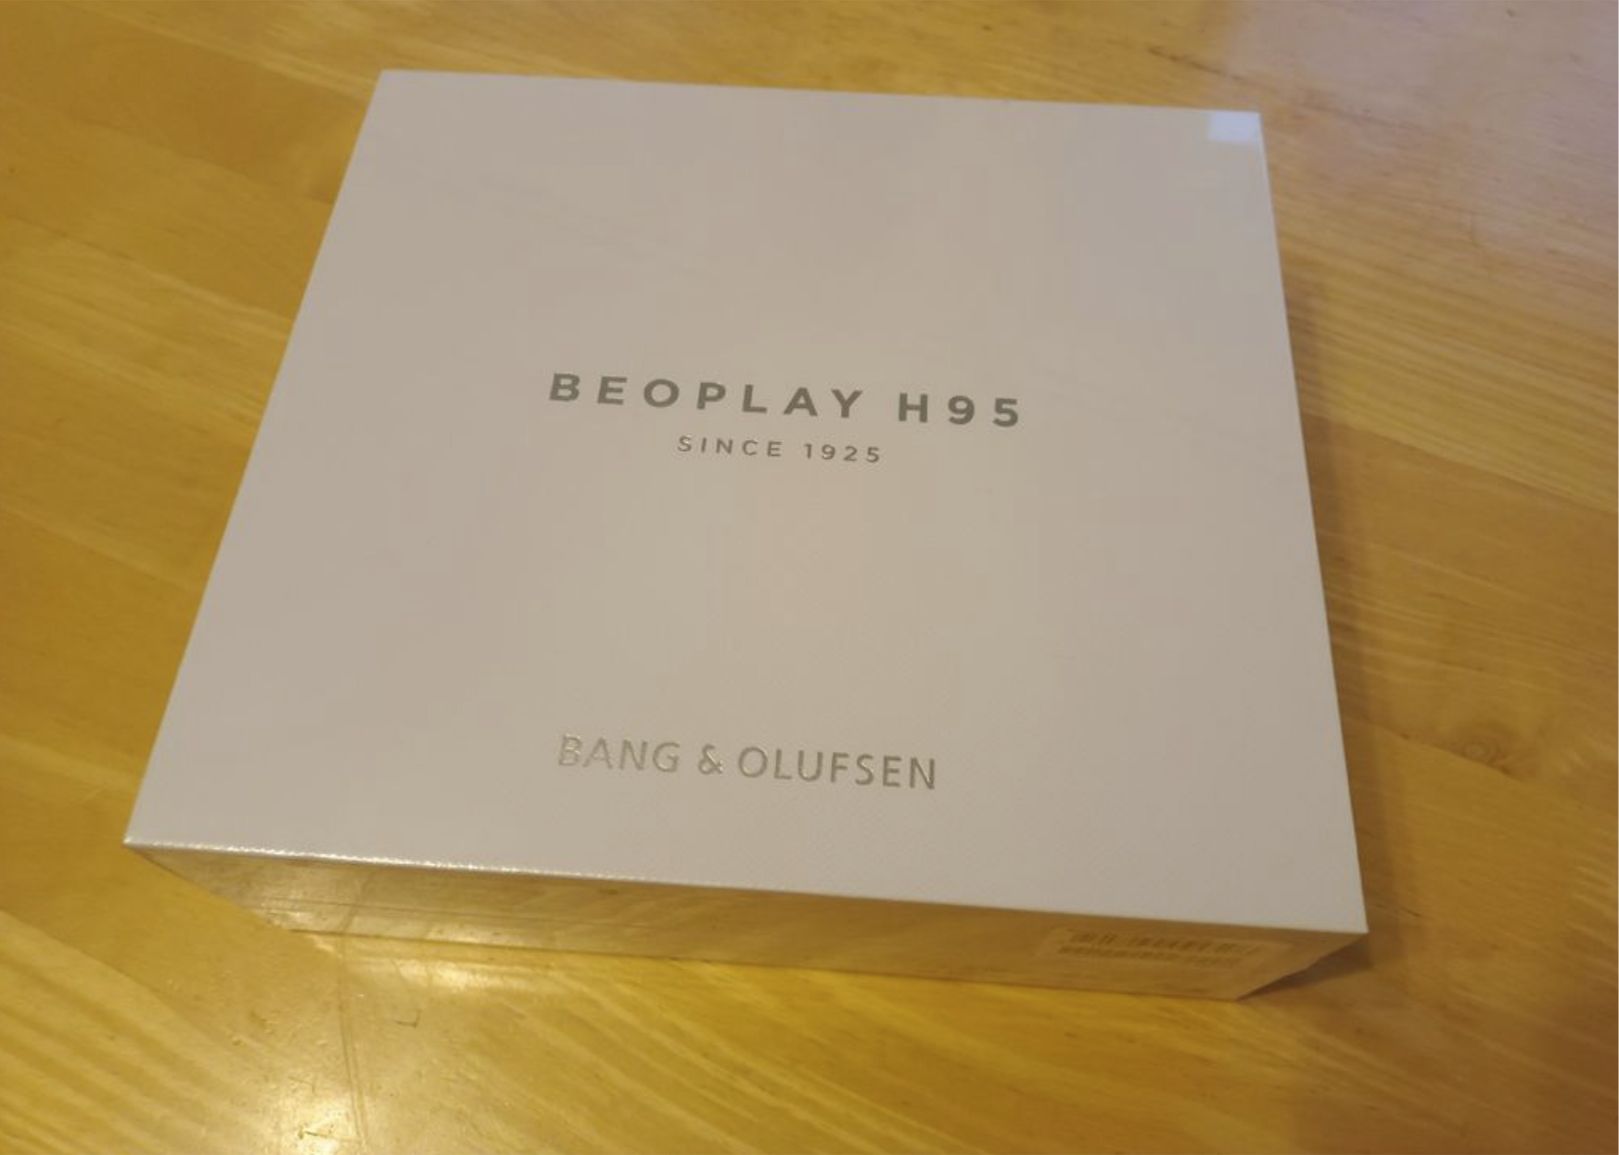 BEOPLAY H95
SINCE 1925
BANG & OLUFSEN